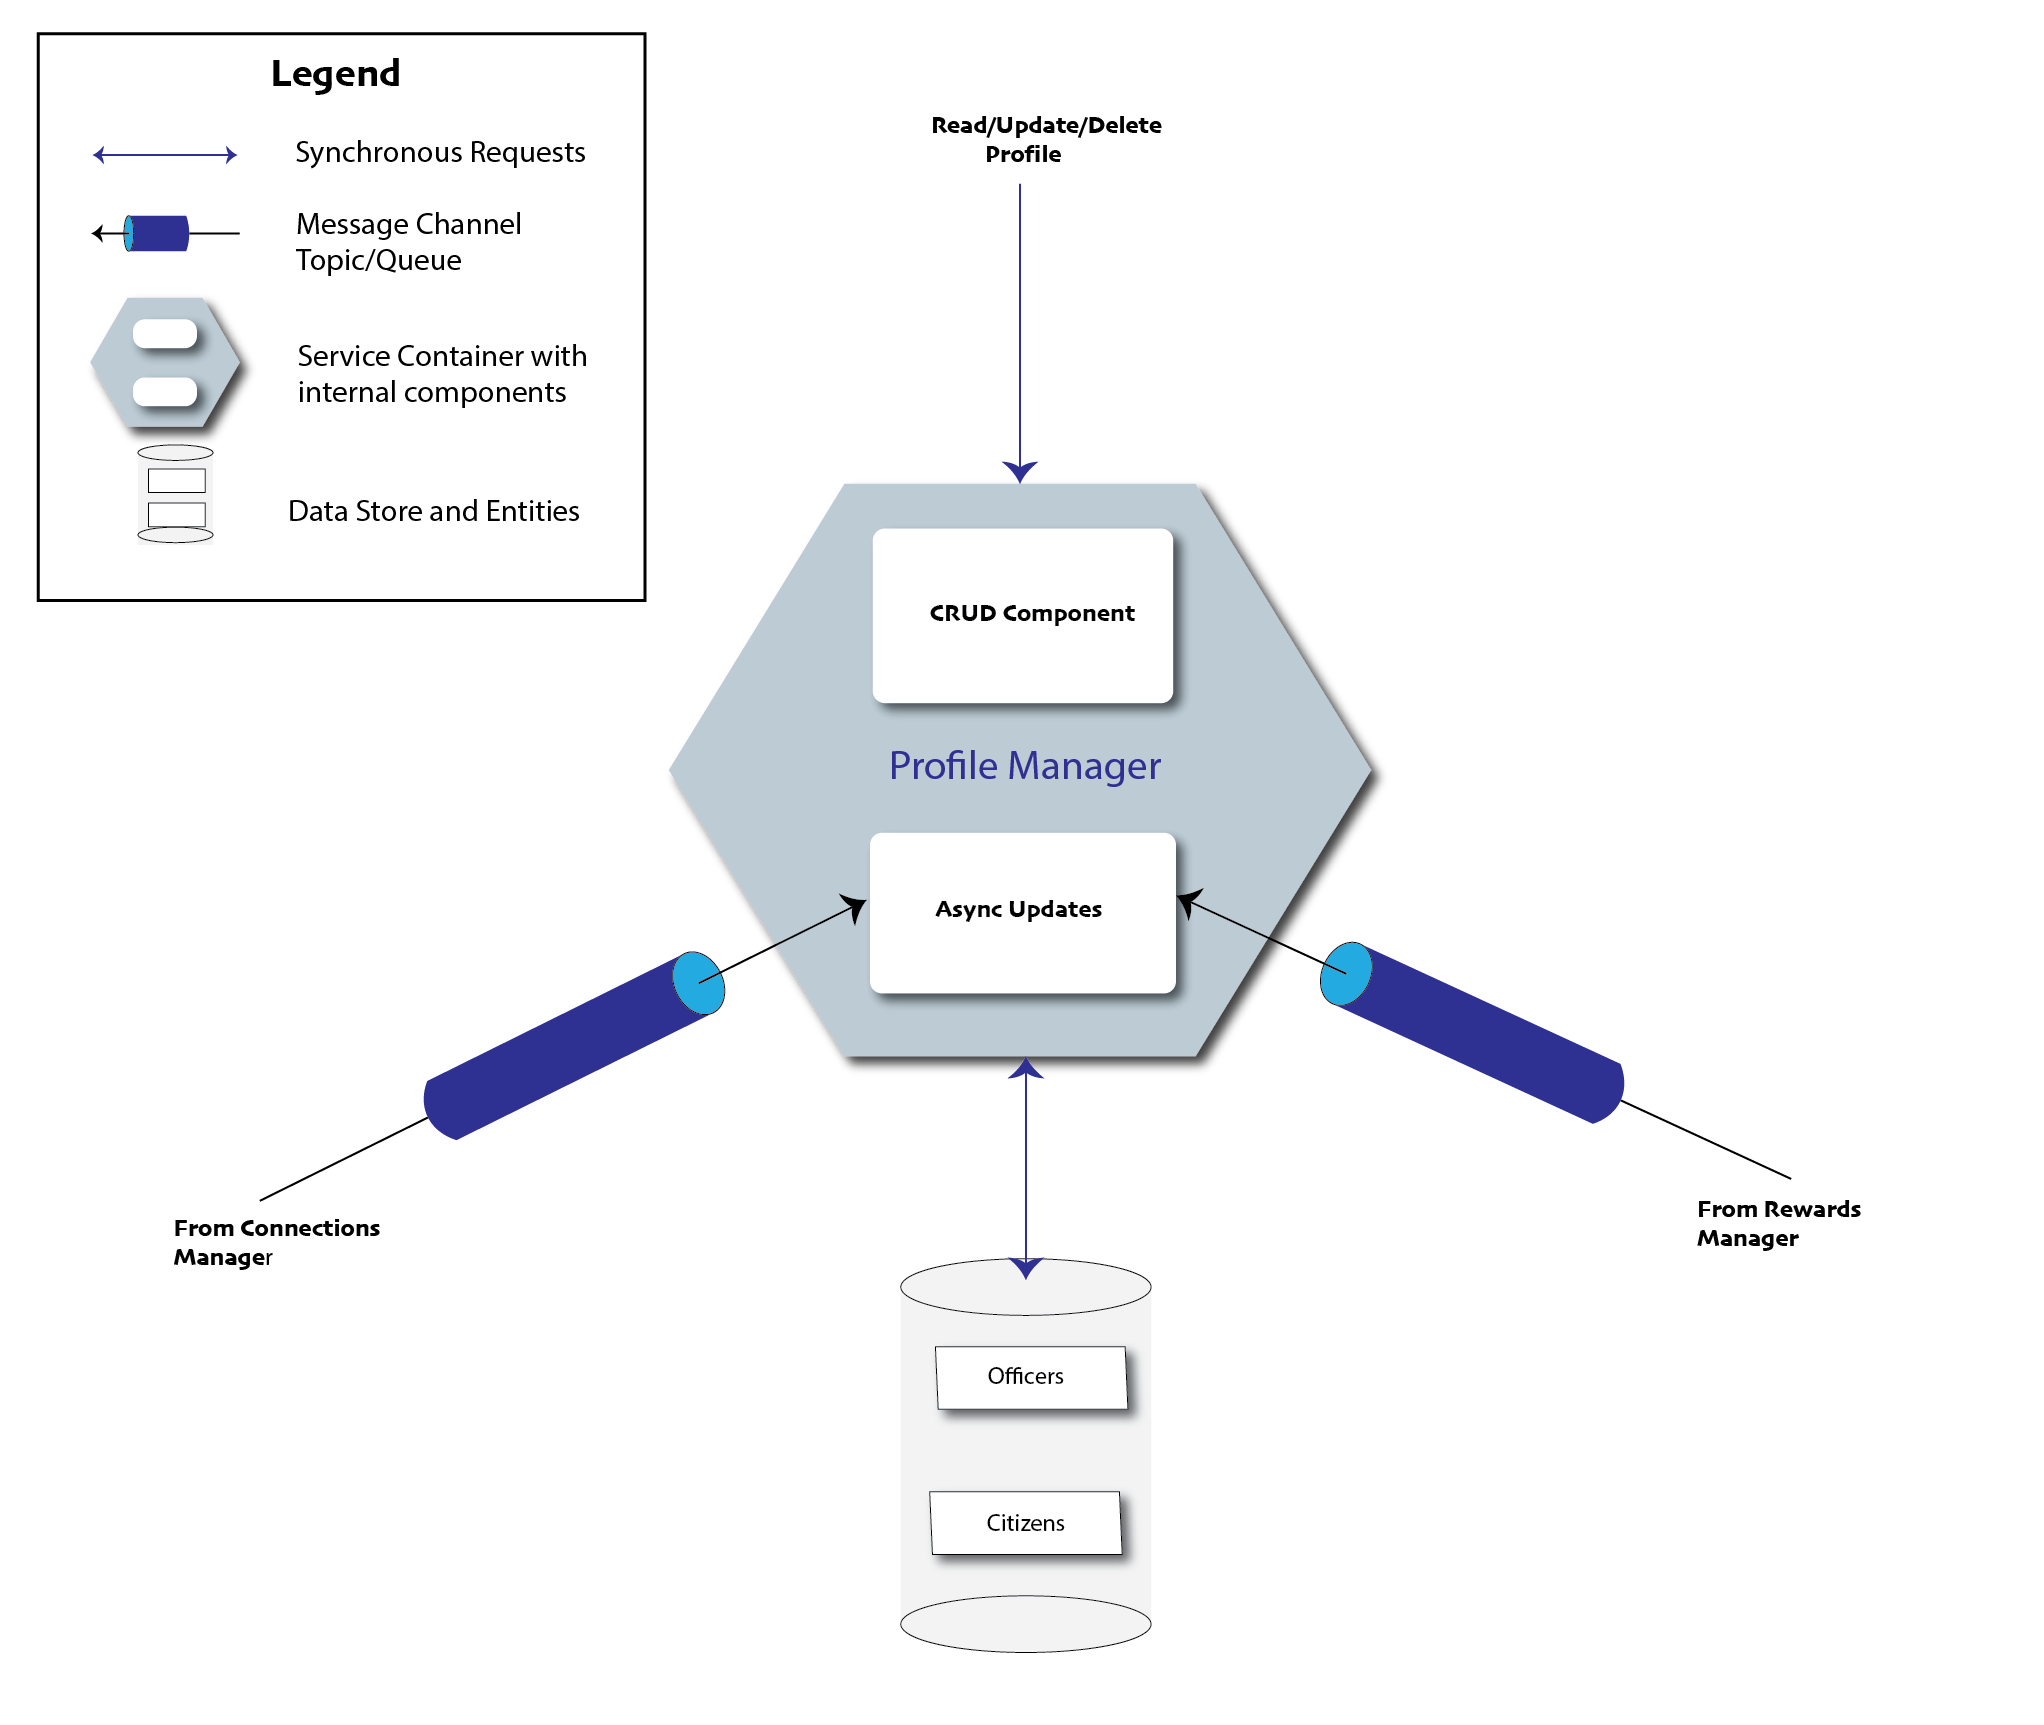 Legend
Synchronous Requests
Message Channel
Topic/Queue
Service Container with
internal components
Data Store and Entities
Read/Update/Delete
Profile
CRUD Component
Profile Manager
Async Updates
From Connections
Manager
From Rewards
Manager
Officers
Citizens